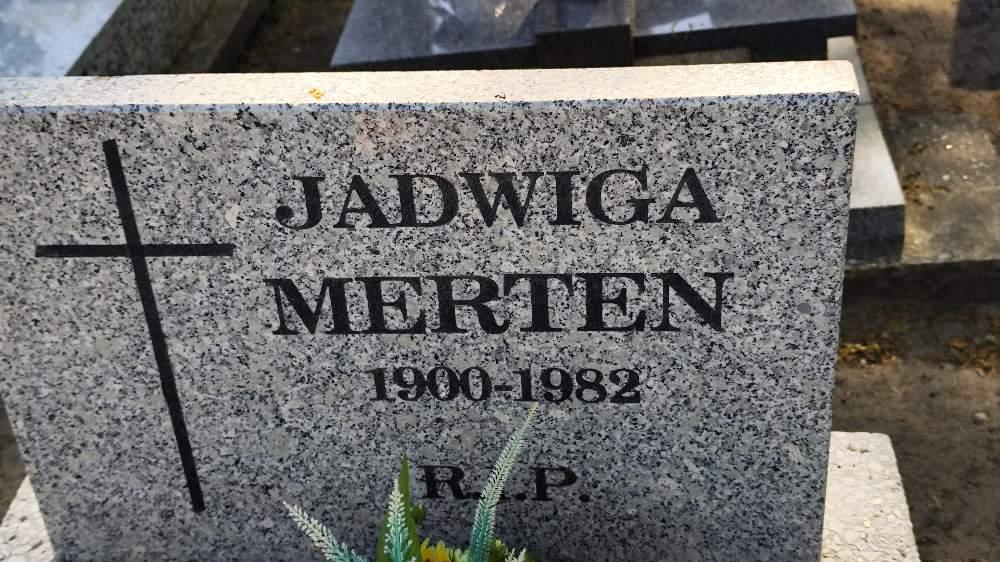 JADWIGA
MERTEN
1900-1982
R.I.P.